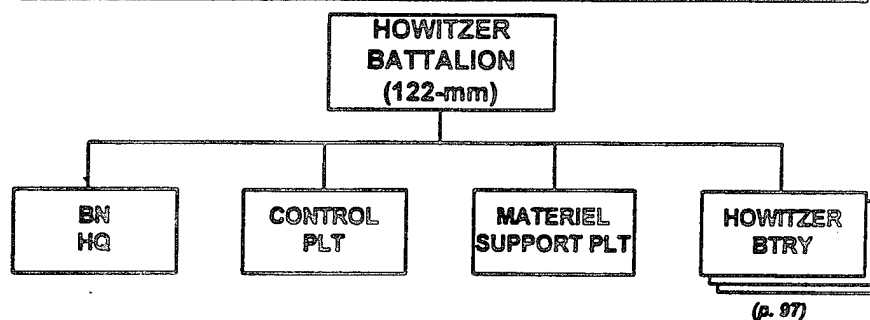 HOWITZER
BATTALION
(122-mm)
BN
HQ
CONTROL
PLT
MATERIEL
SUPPORT PLT
HOWITZER
BTRY
(p. 97)